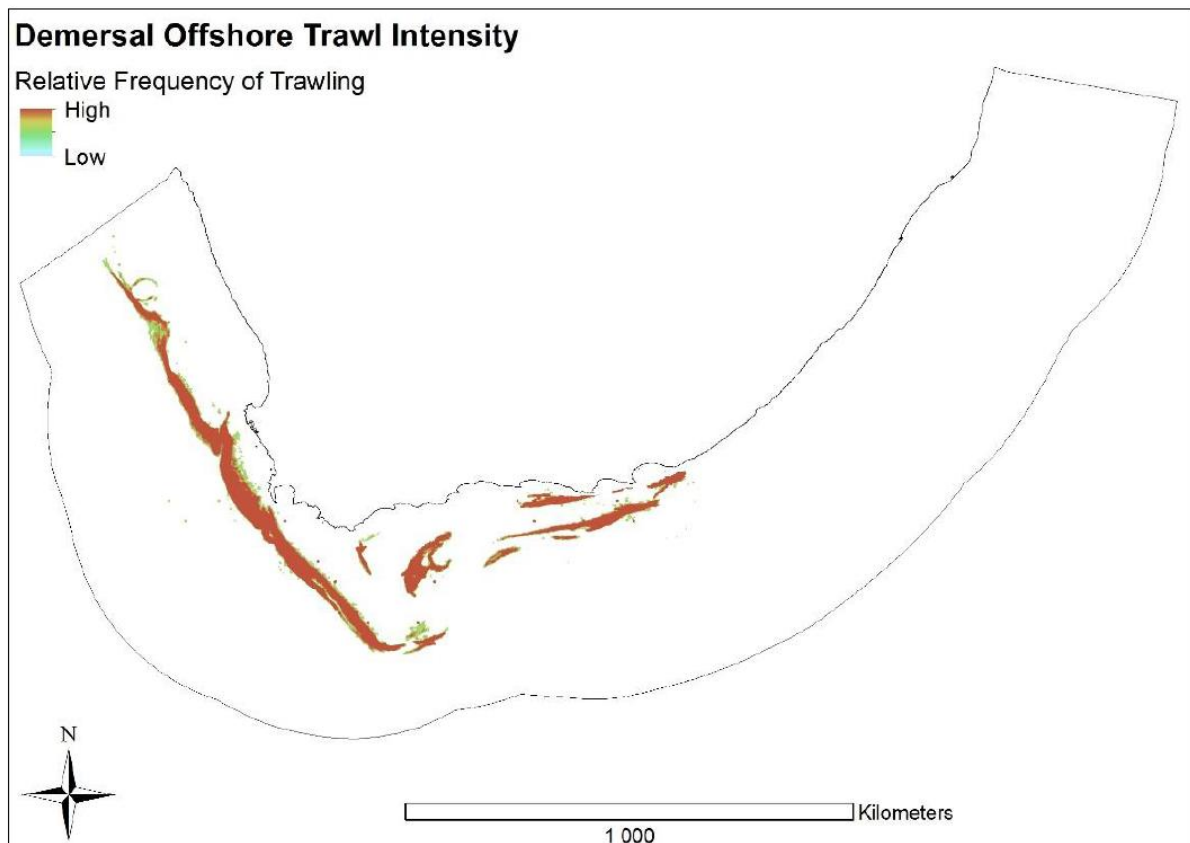 Demersal Offshore Trawl Intensity
Relative Frequency of Trawling
High
Low
N
Kilometers
1 000